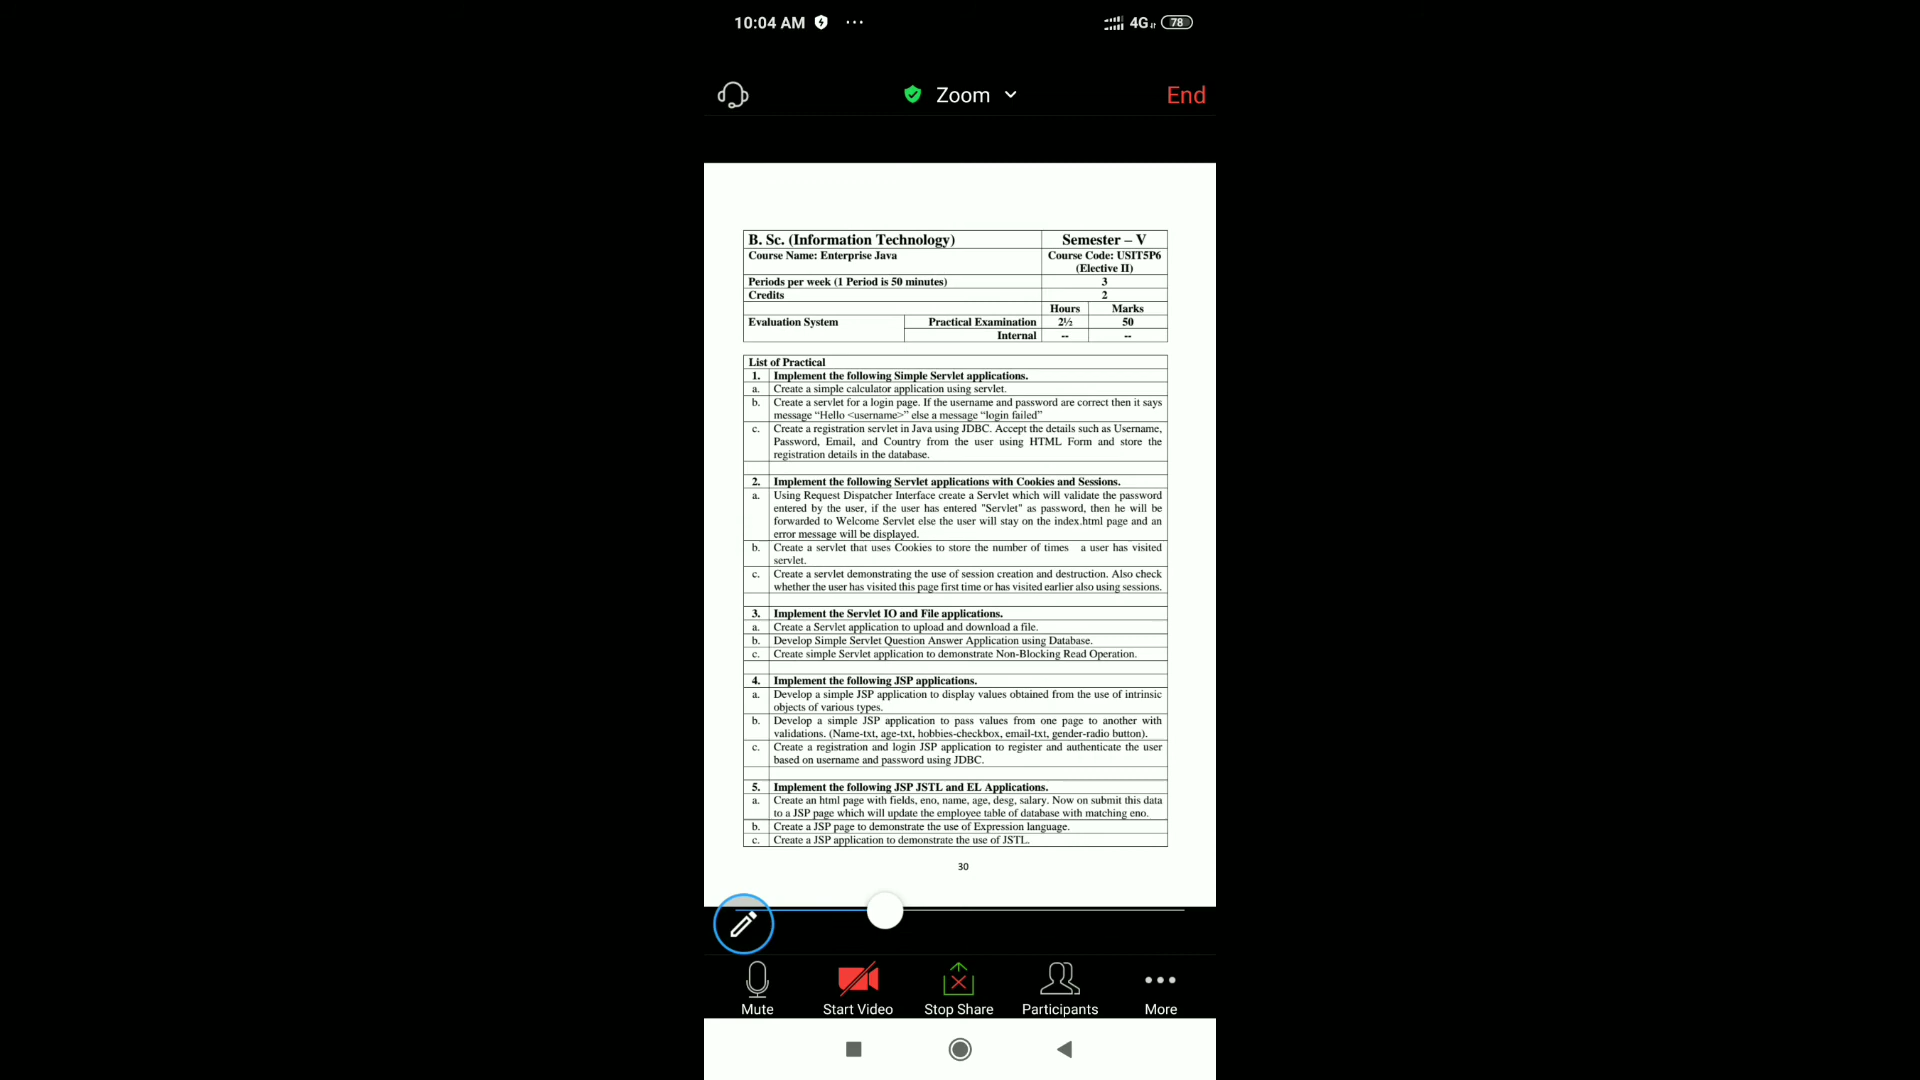 10:04 AM
4G
78
Zoom
End
B. Sc. (Information Technology) Semester – V
Course Name: Enterprise Java Course Code: USIT5P6
(Elective II)
Periods per week (1 Period is 50 minutes) 3
Credits 2
Hours Marks
Evaluation System Practical Examination 2½ 50
Internal -- --
List of Practical
1. Implement the following Simple Servlet applications.
a. Create a simple calculator application using servlet.
b. Create a servlet for a login page. If the username and password are correct then it says
message “Hello <username>” else a message “login failed”
c. Create a registration servlet in Java using JDBC. Accept the details such as Username,
Password, Email, and Country from the user using HTML Form and store the
registration details in the database.
2. Implement the following Servlet applications with Cookies and Sessions.
a. Using Request Dispatcher Interface create a Servlet which will validate the password
entered by the user, if the user has entered "Servlet" as password, then he will be
forwarded to Welcome Servlet else the user will stay on the index.html page and an
error message will be displayed.
b. Create a servlet that uses Cookies to store the number of times a user has visited
servlet.
c. Create a servlet demonstrating the use of session creation and destruction. Also check
whether the user has visited this page first time or has visited earlier also using sessions.
3. Implement the Servlet IO and File applications.
a. Create a Servlet application to upload and download a file.
b. Develop Simple Servlet Question Answer Application using Database.
c. Create simple Servlet application to demonstrate Non-Blocking Read Operation.
4. Implement the following JSP applications.
a. Develop a simple JSP application to display values obtained from the use of intrinsic
objects of various types.
b. Develop a simple JSP application to pass values from one page to another with
validations. (Name-txt, age-txt, hobbies-checkbox, email-txt, gender-radio button).
c. Create a registration and login JSP application to register and authenticate the user
based on username and password using JDBC.
5. Implement the following JSP JSTL and EL Applications.
a. Create an html page with fields, eno, name, age, desg, salary. Now on submit this data
to a JSP page which will update the employee table of database with matching eno.
b. Create a JSP page to demonstrate the use of Expression language.
c. Create a JSP application to demonstrate the use of JSTL.
30
Mute Start Video Stop Share Participants More